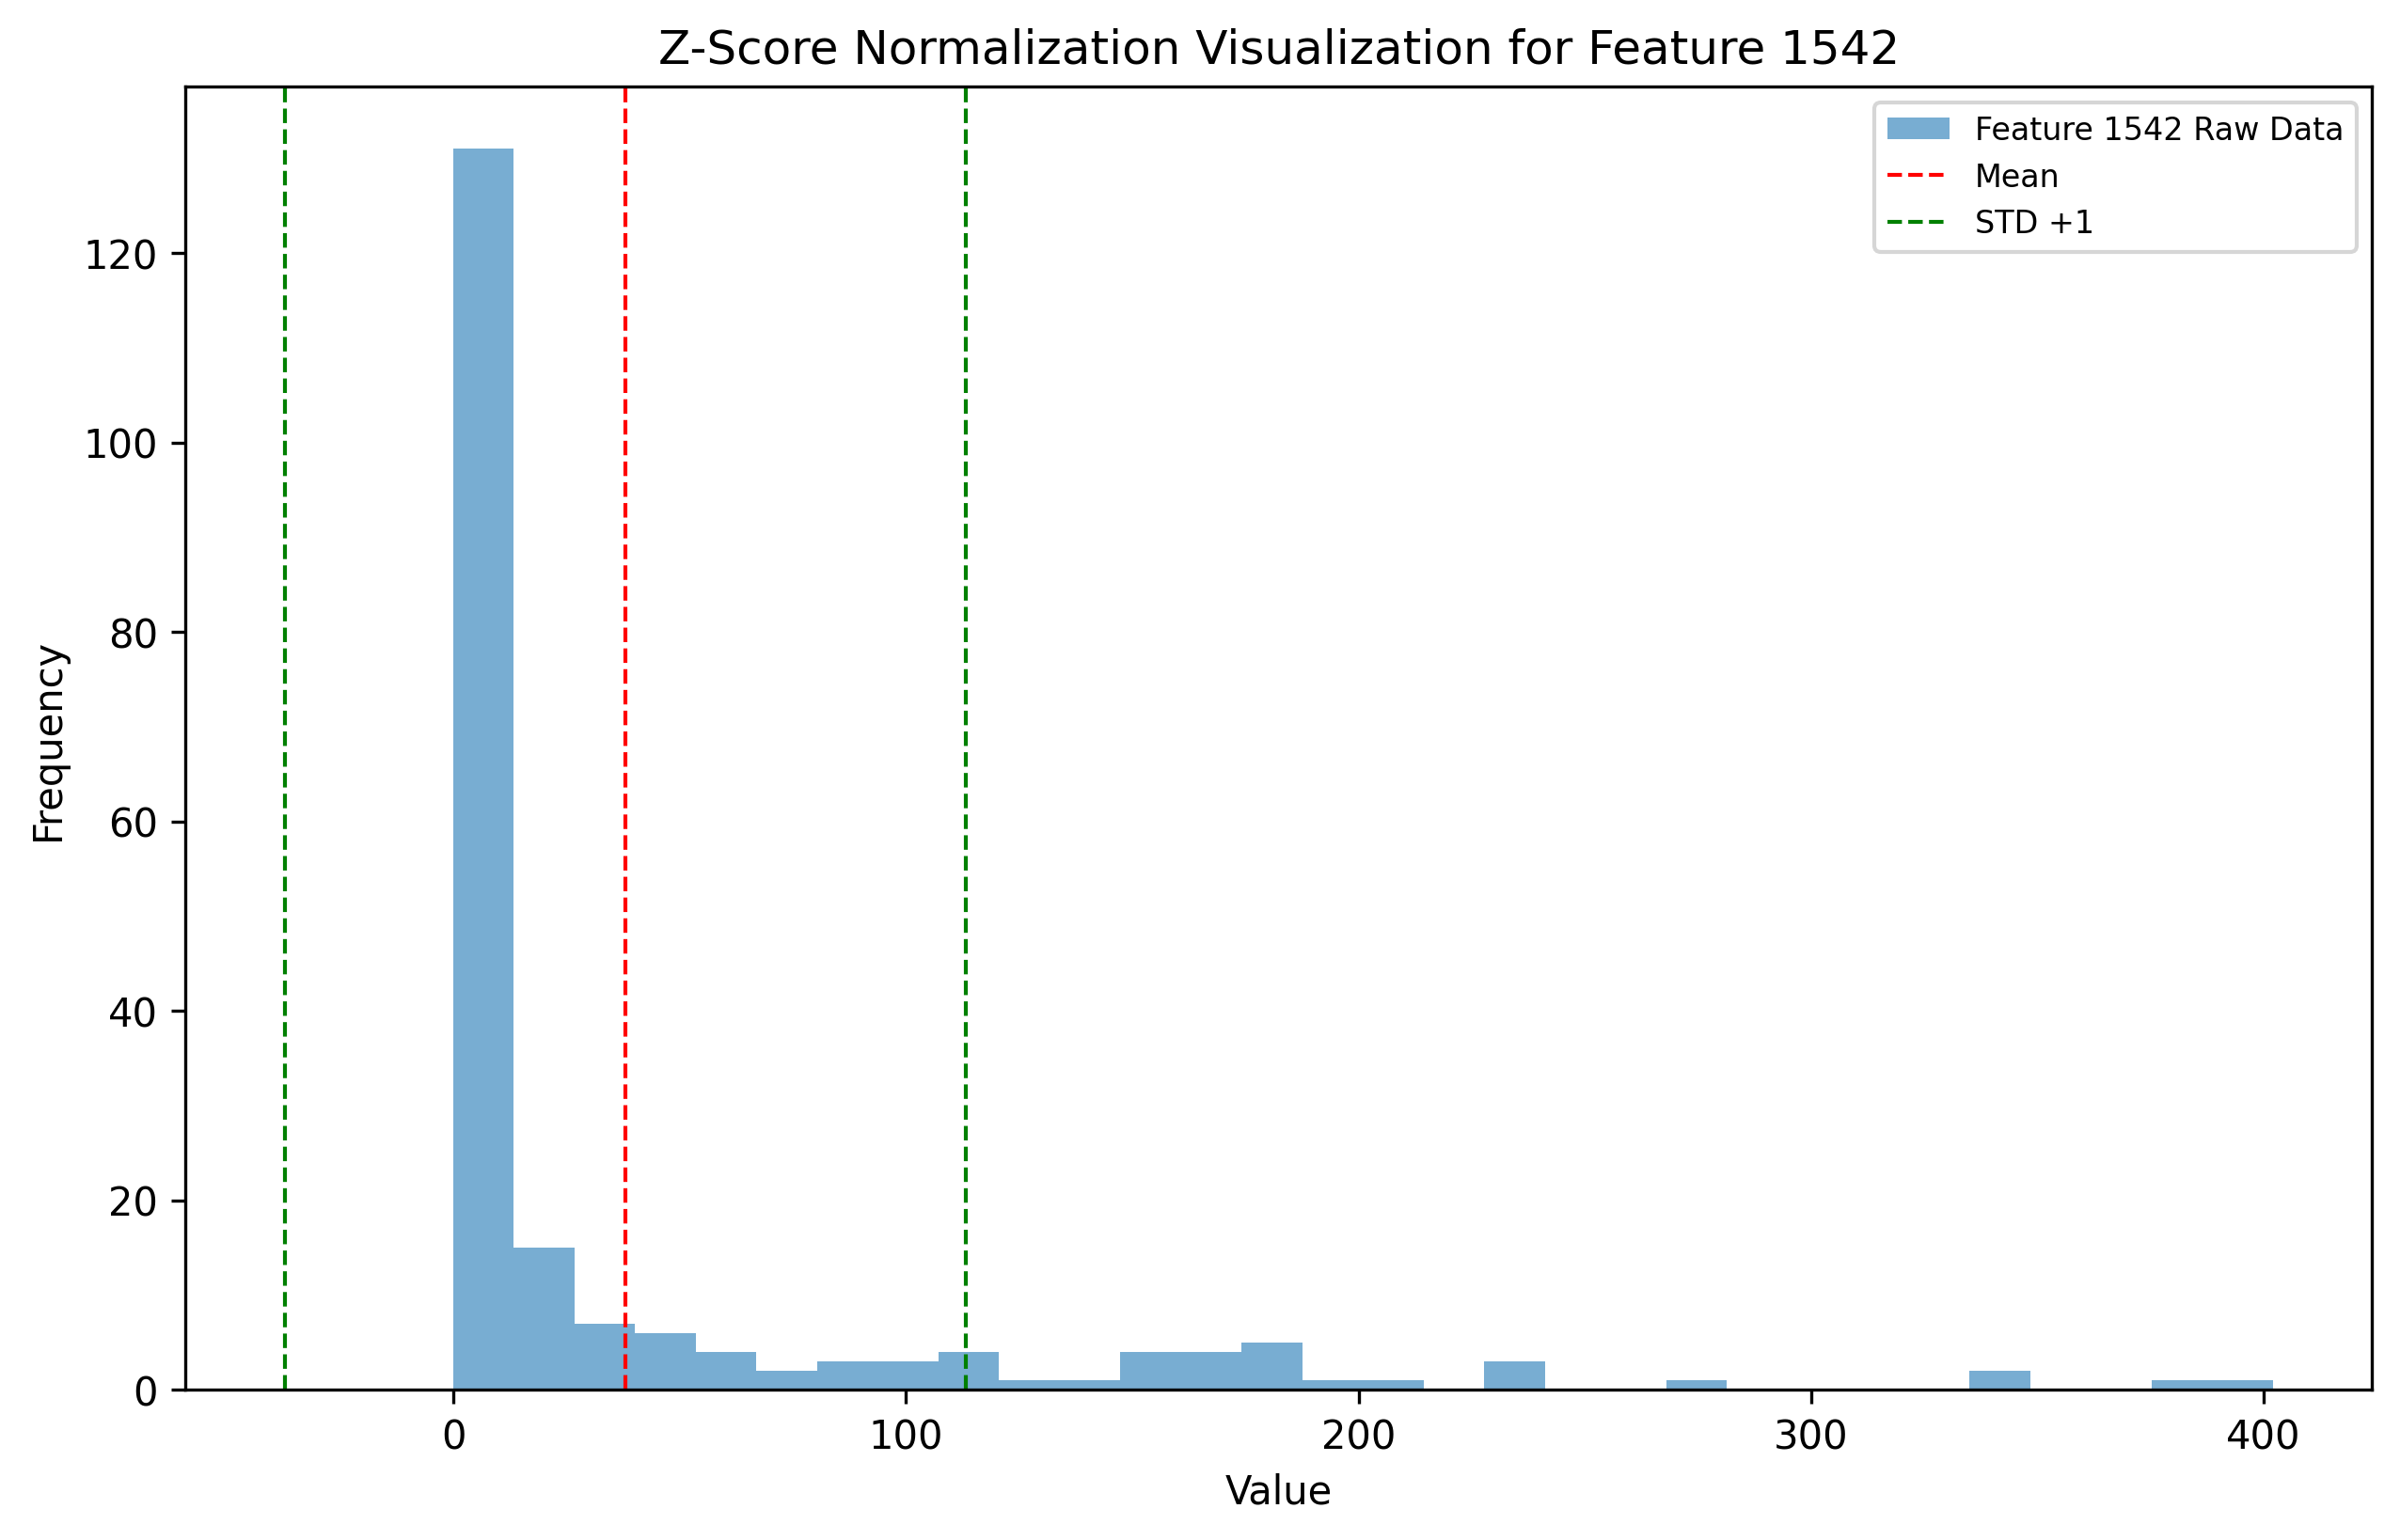 Z-Score Normalization Visualization for Feature 1542
Feature 1542 Raw Data
Mean
STD +1
Frequency
120
100
80
60
40
20
0
0 100 200 300 400
Value